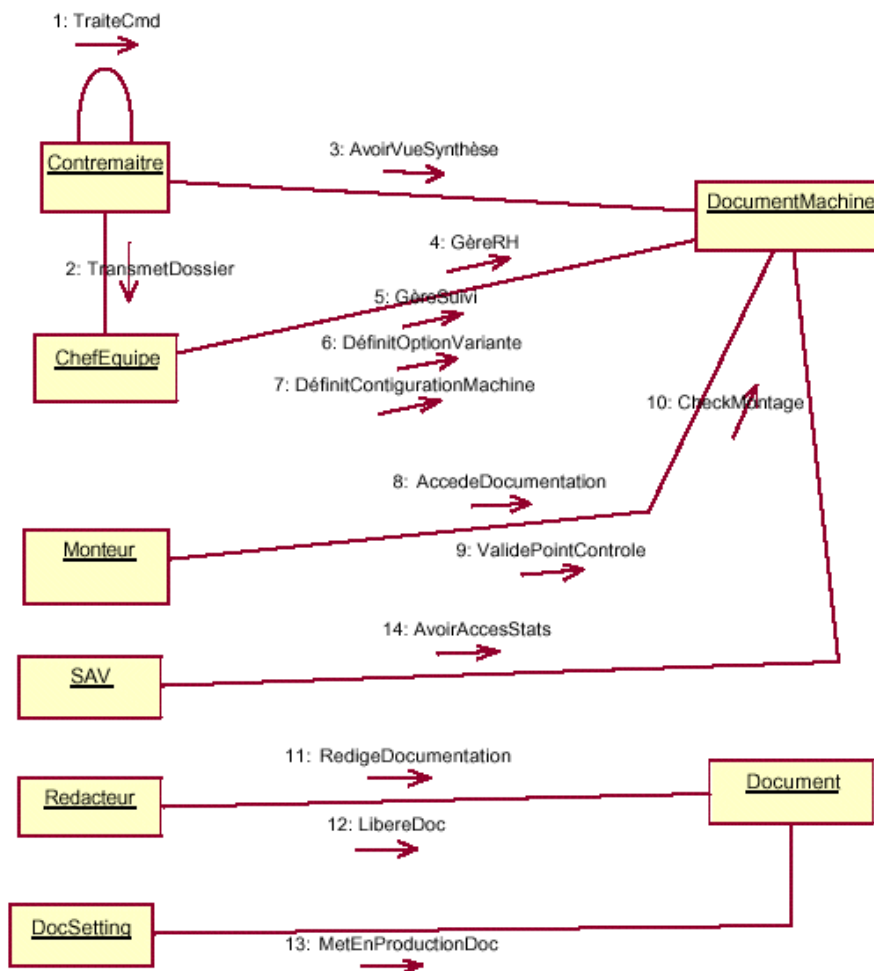 1: TraiteCmd
Contremaitre
3: AvoirVueSynthèse
DocumentMachine
4: GèreRH
2: TransmetDossier
5: GèreSuivi
6: DéfinitOptionVariante
ChefEquipe
7: DéfinitContigurationMachine
10: CheckMontage
8: AccedeDocumentation
Monteur
9: ValidePointControle
14: AvoirAccesStats
SAV
11: RedigeDocumentation
Document
Redacteur
12: LibereDoc
DocSetting
13: MetEnProductionDoc